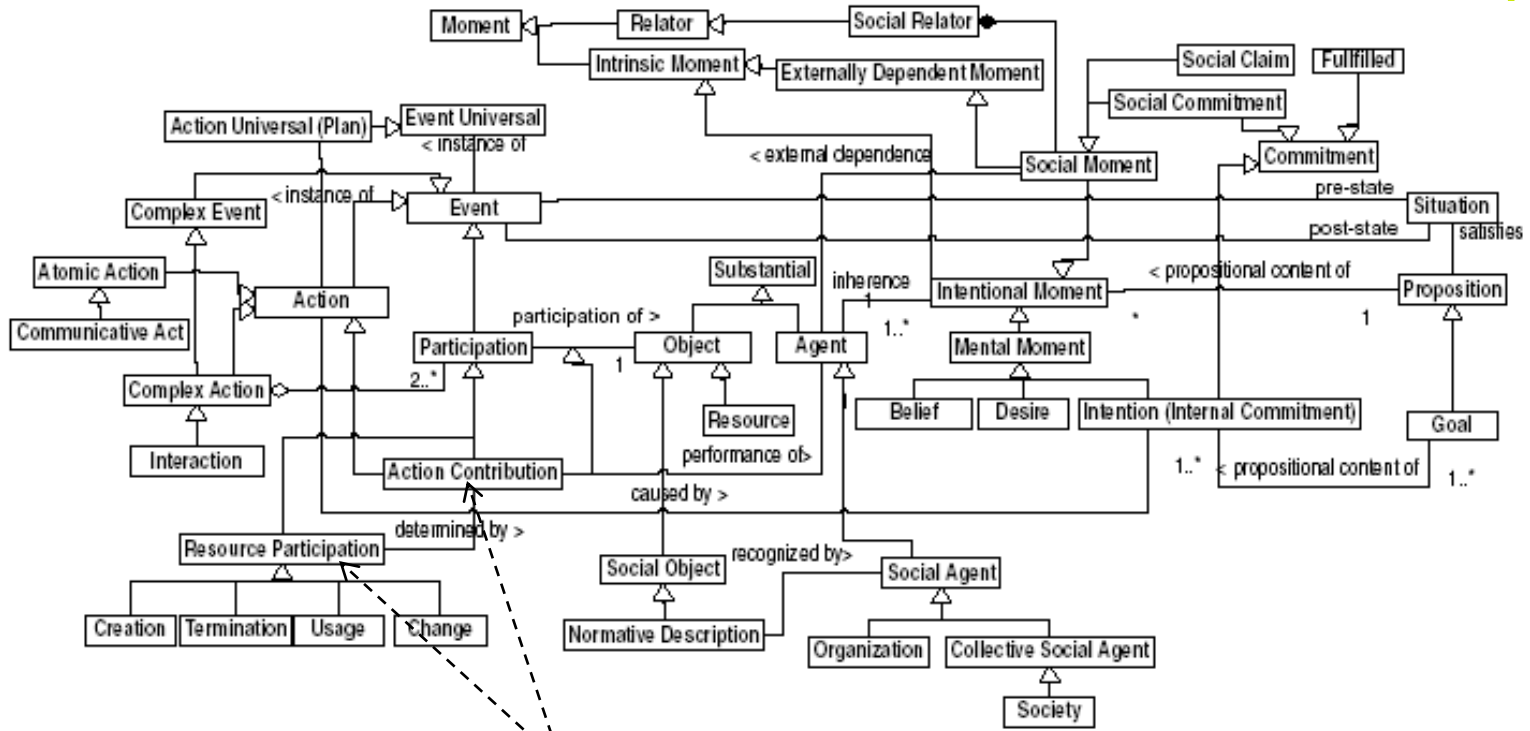 Moment
Relator
Social Relator
Intrinsic Moment
Externally Dependent Moment
Social Claim
Fullfilled
Social Commitment
Action Universal (Plan)
Event Universal
< instance of
< external dependence
Social Moment
Commitment
< instance of
pre-state
Complex Event
Event
Situation
post-state
satisfies
Atomic Action
Substantial
inherence
< propositional content of
Action
1
Intentional Moment
Proposition
Communicative Act
participation of >
1..*
*
1
Participation
Object
Agent
Mental Moment
Complex Action
2..*
1
Resource
Belief
Desire
Intention (Internal Commitment)
Goal
Interaction
Action Contribution
performance of>
1..*
< propositional content of
1..*
caused by >
determined by >
Resource Participation
recognized by>
Social Object
Social Agent
Creation
Termination
Usage
Change
Normative Description
Organization
Collective Social Agent
Society